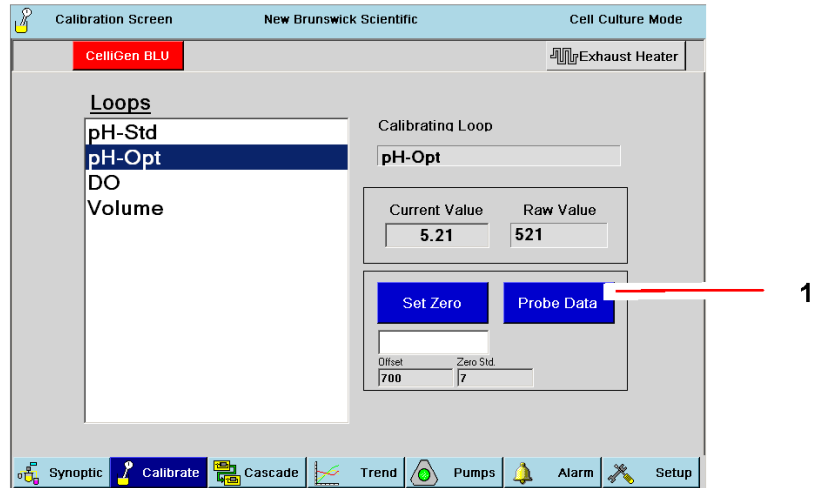 Calibration Screen New Brunswick Scientific Cell Culture Mode
CelliGen BLU Exhaust Heater
Loops
pH-Std
pH-Opt
DO
Volume
Calibrating Loop
pH-Opt
Current Value Raw Value
5.21 521
Set Zero Probe Data
1
Offset Zero Std.
700 7
Synoptic Calibrate Cascade Trend Pumps Alarm Setup